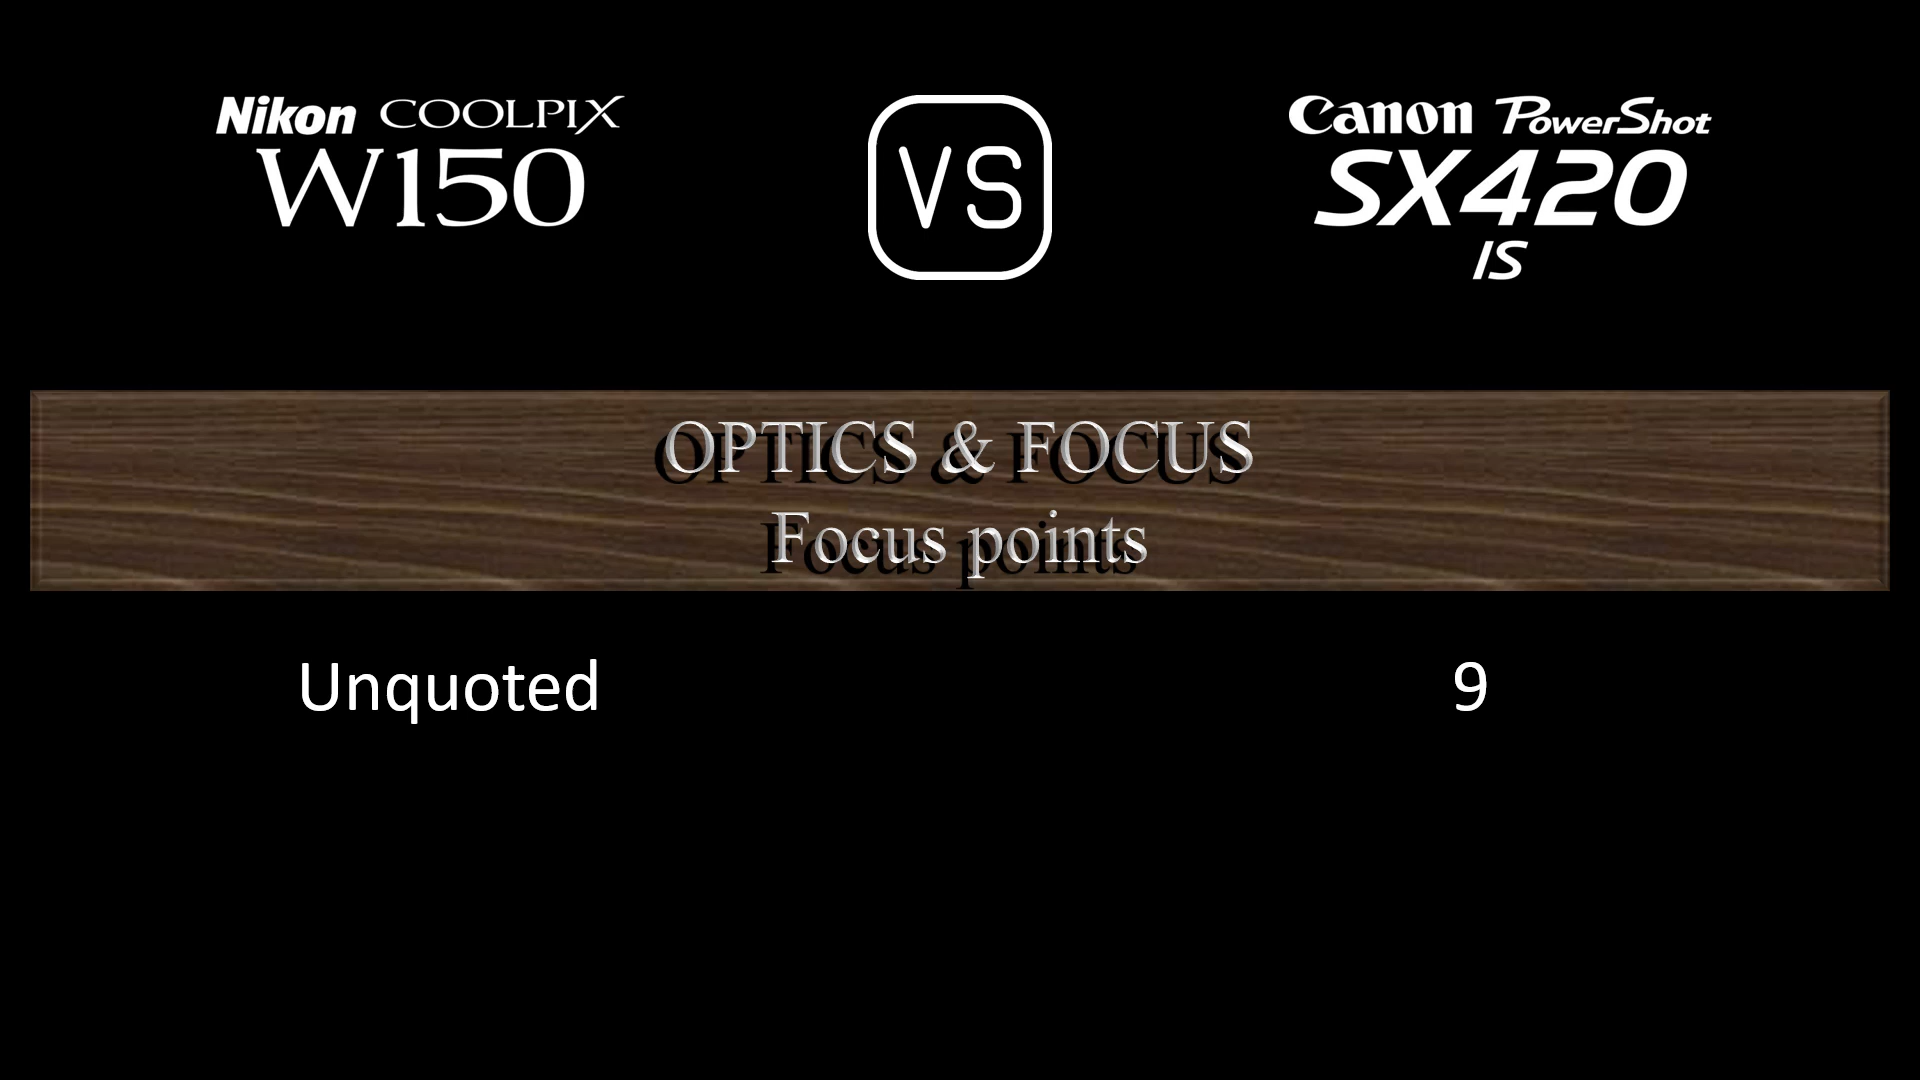 Nikon COOLPIX
W150
VS
Canon PowerShot
SX420
IS
OPTICS & FOCUS
Focus points
Unquoted
9